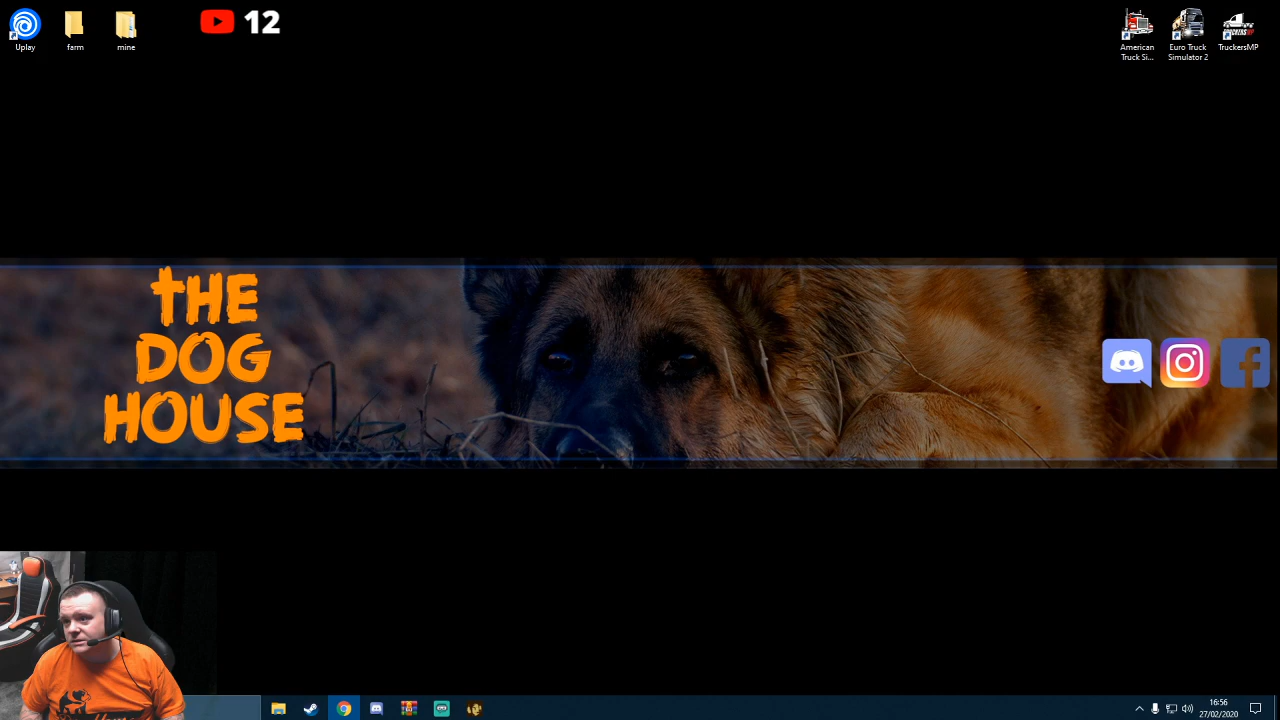 Uplay
farm
mine
12
American
Truck Si...
Euro Truck
Simulator 2
TruckersMP
THE
DOG
HOUSE
16:56
27/02/2020